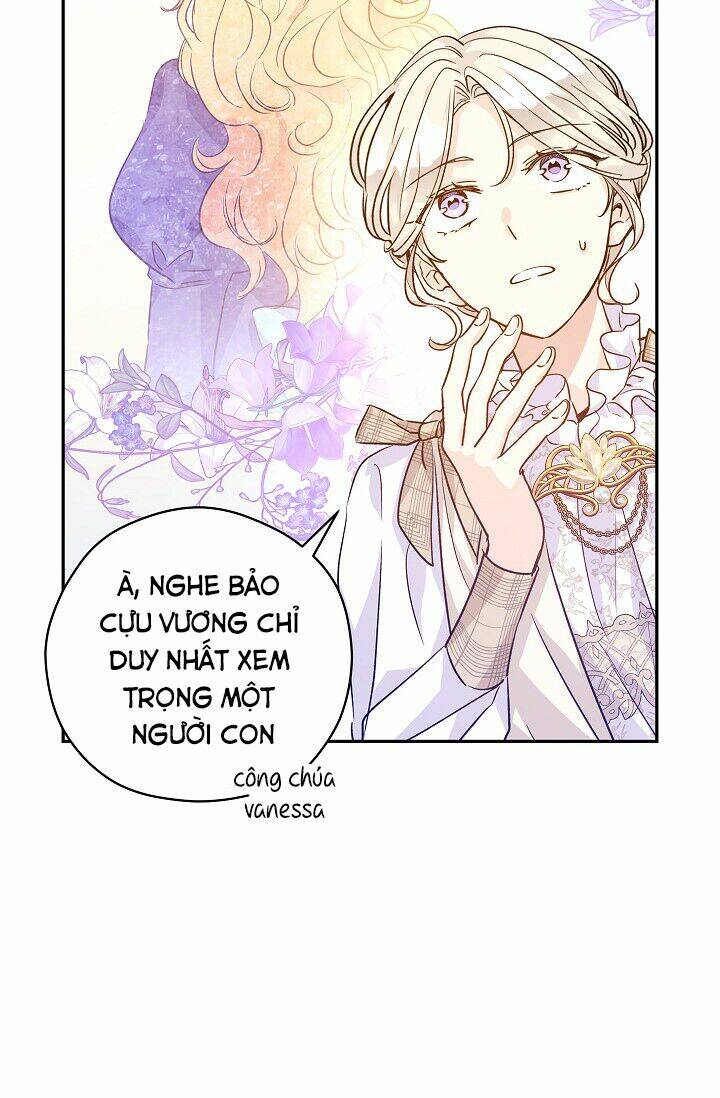 À, NGHE BẢO
CỰU VƯƠNG CHỈ
DUY NHẤT XEM
TRỌNG MỘT
NGƯỜI CON
công chúa
vanessa